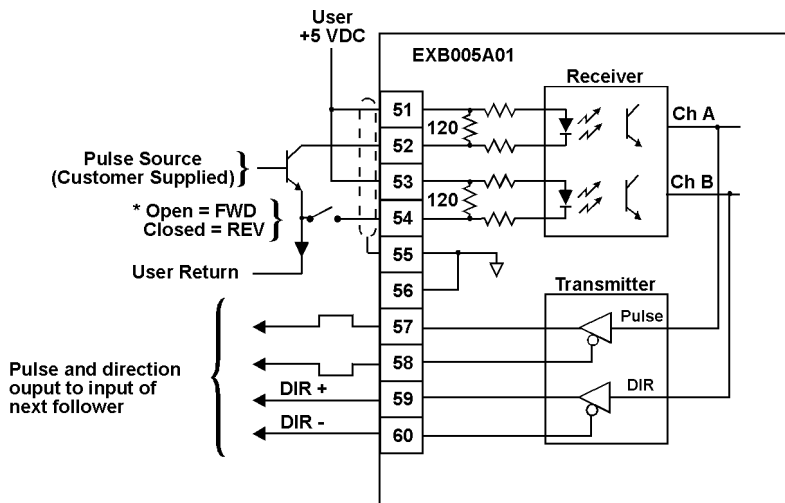 User
+5 VDC
EXB005A01
Receiver
51
Ch A
120
52
Pulse Source
(Customer Supplied)
53
Ch B
* Open = FWD
Closed = REV
120
54
55
User Return
56
Transmitter
57
Pulse
58
Pulse and direction
ouput to input of
next follower
DIR +
59
DIR
DIR -
60